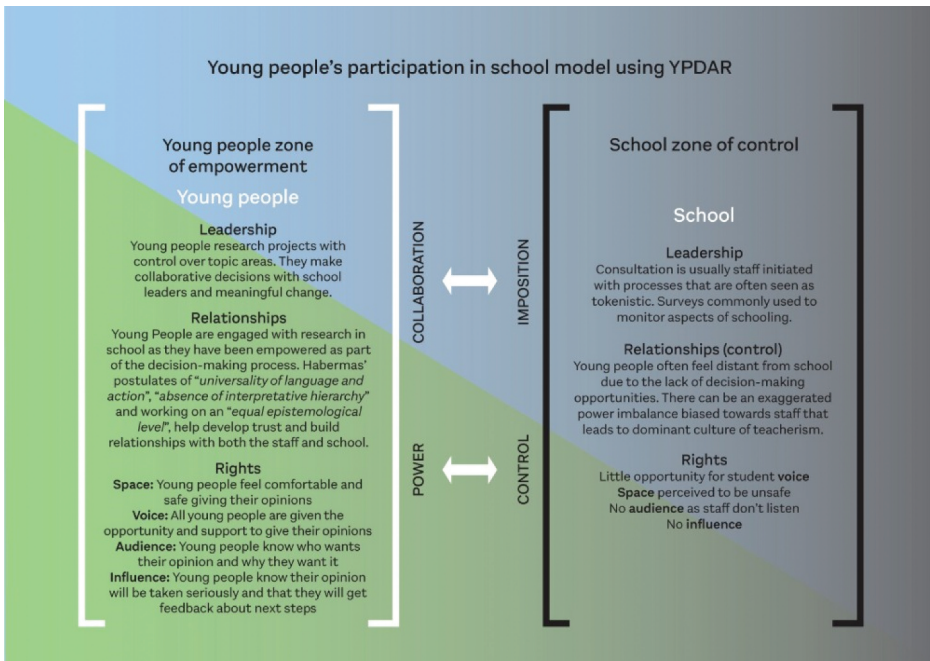 Young people's participation in school model using YPDAR
Young people zone
of empowerment
Young people
Leadership
Young people research projects with
control over topic areas. They make
collaborative decisions with school
leaders and meaningful change.
Relationships
Young People are engaged with research in
school as they have been empowered as part
of the decision-making process. Habermas'
postulates of "universality of language and
action", "absence of interpretative hierarchy"
and working on an "equal epistemological
level", help develop trust and build
relationships with both the staff and school.
Rights
Space: Young people feel comfortable and
safe giving their opinions
Voice: All young people are given the
opportunity and support to give their opinions
Audience: Young people know who wants
their opinion and why they want it
Influence: Young people know their opinion
will be taken seriously and that they will get
feedback about next steps
COLLABORATION
IMPOSITION
POWER
CONTROL
School zone of control
School
Leadership
Consultation is usually staff initiated
with processes that are often seen as
tokenistic. Surveys commonly used to
monitor aspects of schooling.
Relationships (control)
Young people often feel distant from school
due to the lack of decision-making
opportunities. There can be an exaggerated
power imbalance biased towards staff that
leads to dominant culture of teacherism.
Rights
Little opportunity for student voice
Space perceived to be unsafe
No audience as staff don't listen
No influence